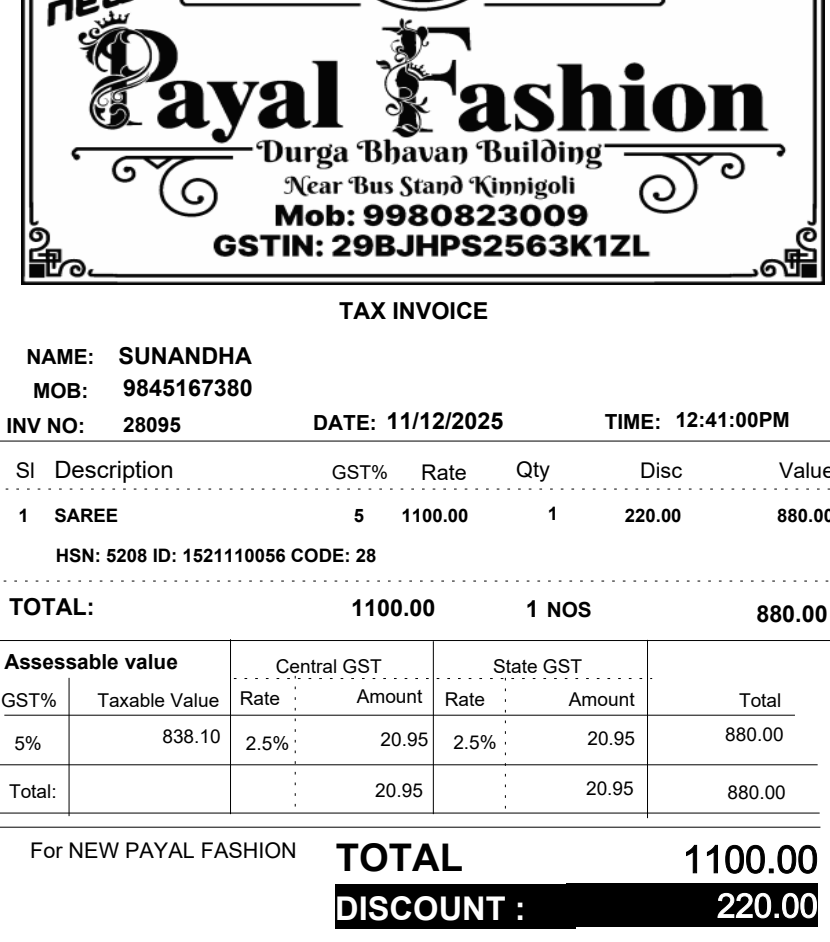 new
Payal Fashion
Durga Bhavan Building
Near Bus Stand Kinnigoli
Mob: 9980823009
GSTIN: 29BJHPS2563K1ZL
TAX INVOICE
NAME: SUNANDHA
MOB: 9845167380
INV NO: 28095 DATE: 11/12/2025 TIME: 12:41:00PM
Sl Description GST% Rate Qty Disc Value
1 SAREE 5 1100.00 1 220.00 880.00
HSN: 5208 ID: 1521110056 CODE: 28
TOTAL: 1100.00 1 NOS 880.00
Assessable value Central GST State GST
GST% Taxable Value Rate Amount Rate Amount Total
5% 838.10 2.5% 20.95 2.5% 20.95 880.00
Total: 20.95 20.95 880.00
For NEW PAYAL FASHION TOTAL 1100.00
DISCOUNT : 220.00